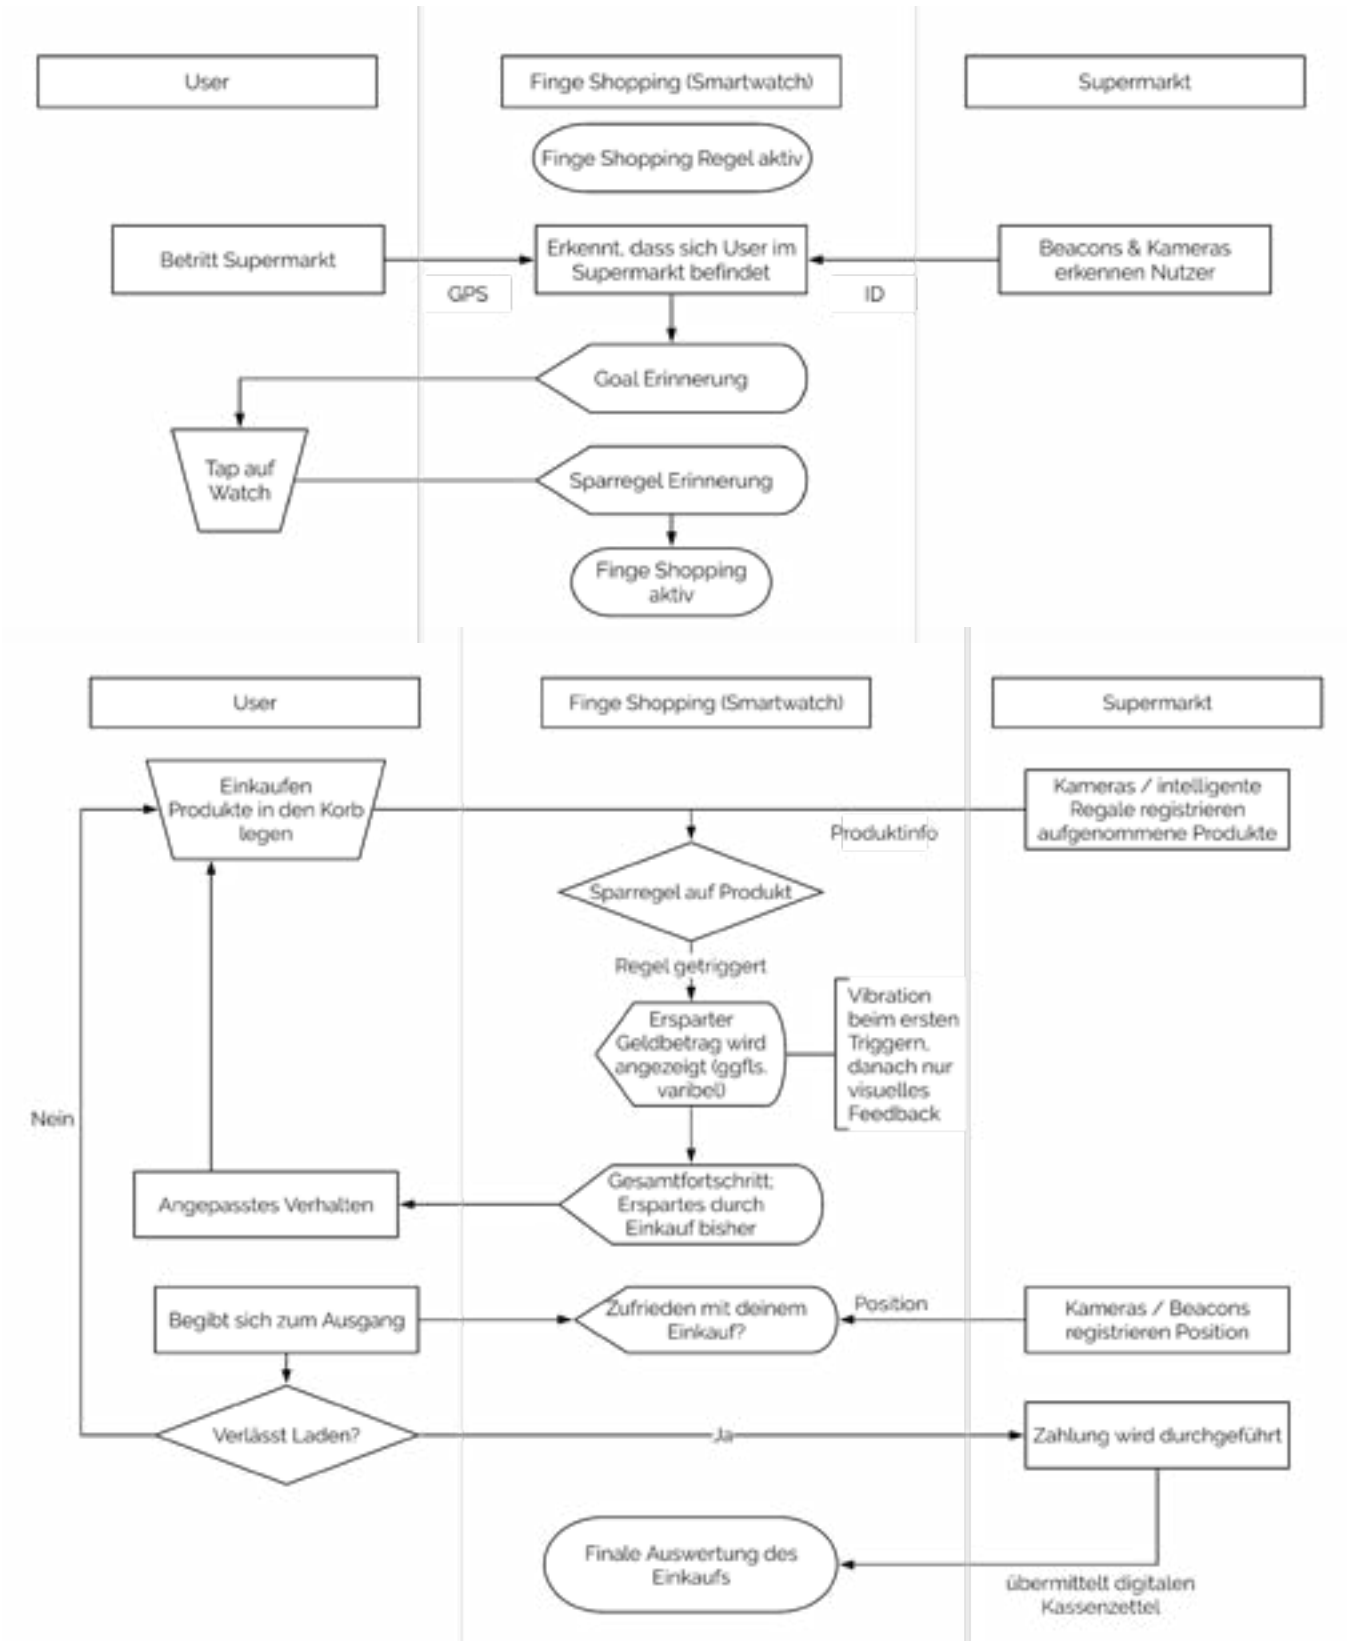 User
Finge Shopping (Smartwatch)
Supermarkt
Finge Shopping Regel aktiv
Betritt Supermarkt
Erkennt, dass sich User im
Supermarkt befindet
Beacons & Kameras
erkennen Nutzer
GPS
ID
Goal Erinnerung
Tap auf
Watch
Sparregel Erinnerung
Finge Shopping
aktiv
User
Finge Shopping (Smartwatch)
Supermarkt
Einkaufen
Produkte in den Korb
legen
Kameras / intelligente
Regale registrieren
aufgenommene Produkte
Produktinfo
Sparregel auf Produkt
Regel getriggert
Ersparter
Geldbetrag wird
angezeigt (ggfls.
varibel)
Vibration
beim ersten
Triggern,
danach nur
visuelles
Feedback
Nein
Angepasstes Verhalten
Gesamtfortschritt;
Erspartes durch
Einkauf bisher
Begibt sich zum Ausgang
Zufrieden mit deinem
Einkauf?
Position
Kameras / Beacons
registrieren Position
Verlässt Laden?
Ja
Zahlung wird durchgeführt
Finale Auswertung des
Einkaufs
übermittelt digitalen
Kassenzettel